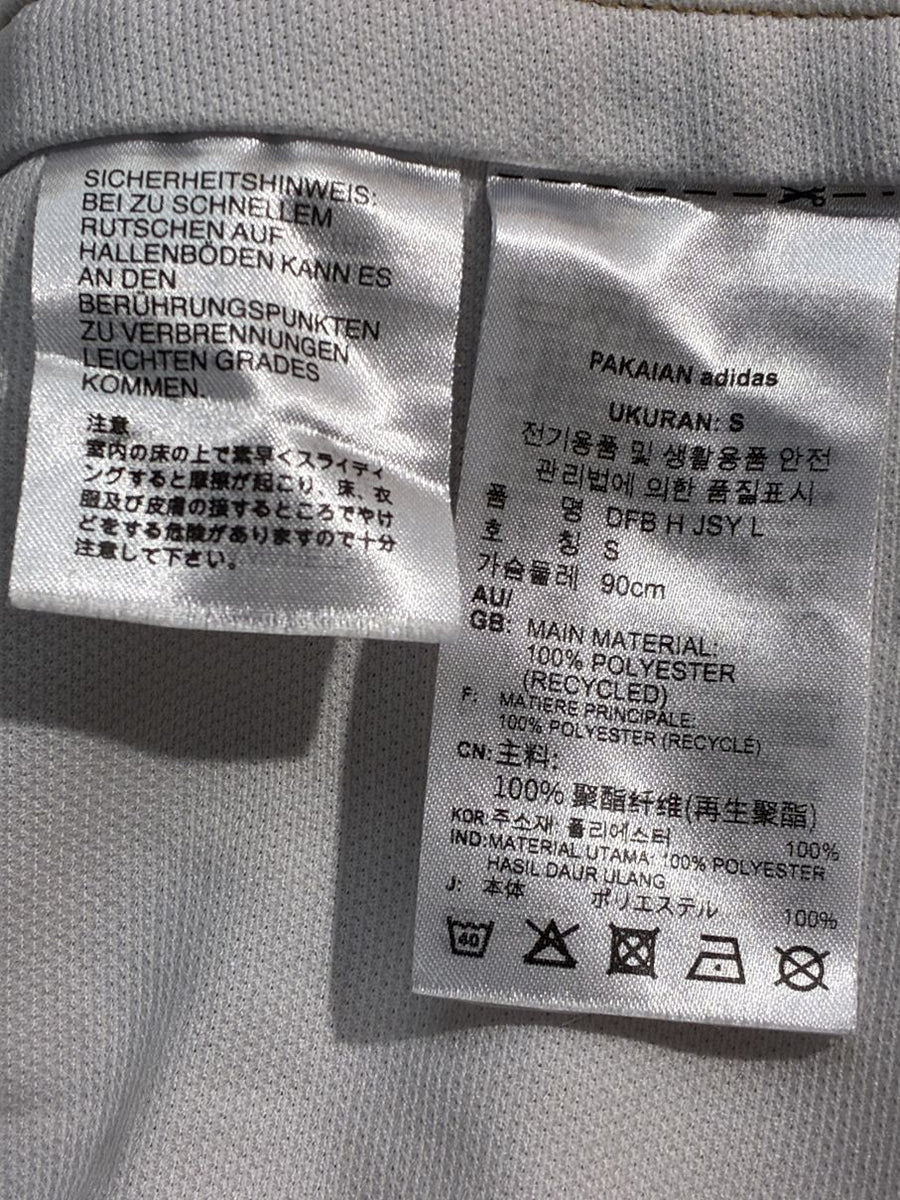 SICHERHEITSHINWEIS:
BEI ZU SCHNELLEM
RUTSCHEN AUF
HALLENBÖDEN KANN ES
AN DEN
BERÜHRUNGSPUNKTEN
ZU VERBRENNUNGEN
LEICHTEN GRADES
KOMMEN.
注意
室内の床の上で素早くスライディ
ングすると摩擦が起こり、床、衣
服及び皮膚の接するところでやけ
どをする危険がありますので十分
注意して下さい。
PAKAIAN adidas
UKURAN: S
전기용품 및 생활용품 안전
관리법에 의한 품질표시
품 명 DFB H JSY L
호 칭 S
가슴둘레 90cm
AU/
GB: MAIN MATERIAL:
100% POLYESTER
(RECYCLED)
F: MATIERE PRINCIPALE:
100% POLYESTER (RECYCLÉ)
CN: 主料:
100% 聚酯纤维(再生聚酯)
KOR: 주소재 폴리에스터 100%
IND: MATERIAL UTAMA 100% POLYESTER
HASIL DAUR ULANG
J: 本体 ポリエステル 100%
40